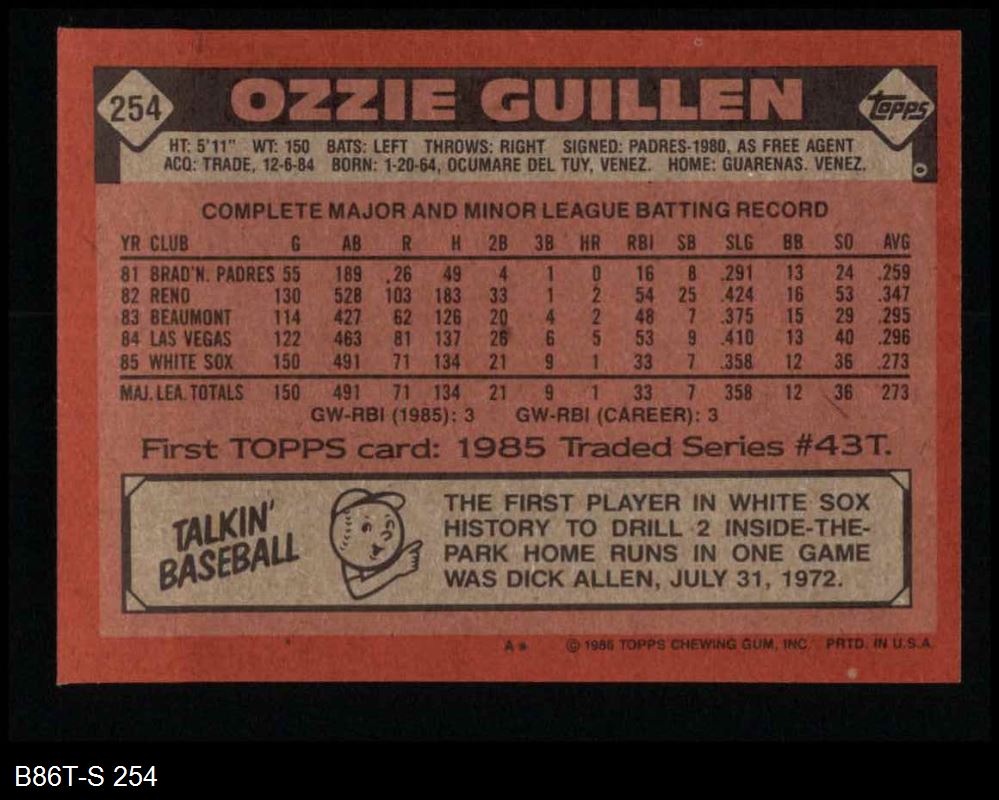 254 OZZIE GUILLEN topps
HT: 5'11" WT: 150 BATS: LEFT THROWS: RIGHT SIGNED: PADRES-1980, AS FREE AGENT
ACQ: TRADE, 12-6-84 BORN: 1-20-64, OCUMARE DEL TUY, VENEZ. HOME: GUARENAS. VENEZ.
COMPLETE MAJOR AND MINOR LEAGUE BATTING RECORD
YR CLUB G AB R H 2B 3B HR RBI SB SLG BB SO AVG
81 BRAD'N. PADRES 55 189 26 49 4 1 0 16 8 .291 13 24 .259
82 RENO 130 528 103 183 33 1 2 54 25 .424 16 53 .347
83 BEAUMONT 114 427 62 126 20 4 2 48 7 .375 15 29 .295
84 LAS VEGAS 122 463 81 137 26 6 5 53 9 .410 13 40 .296
85 WHITE SOX 150 491 71 134 21 9 1 33 7 .358 12 36 .273
MAJ. LEA. TOTALS 150 491 71 134 21 9 1 33 7 358 12 36 273
GW-RBI (1985): 3 GW-RBI (CAREER): 3
First TOPPS card: 1985 Traded Series #43T.
TALKIN'
BASEBALL
THE FIRST PLAYER IN WHITE SOX
HISTORY TO DRILL 2 INSIDE-THE-
PARK HOME RUNS IN ONE GAME
WAS DICK ALLEN, JULY 31, 1972.
A* © 1986 TOPPS CHEWING GUM, INC. PRTD. IN U.S.A.
B86T-S 254